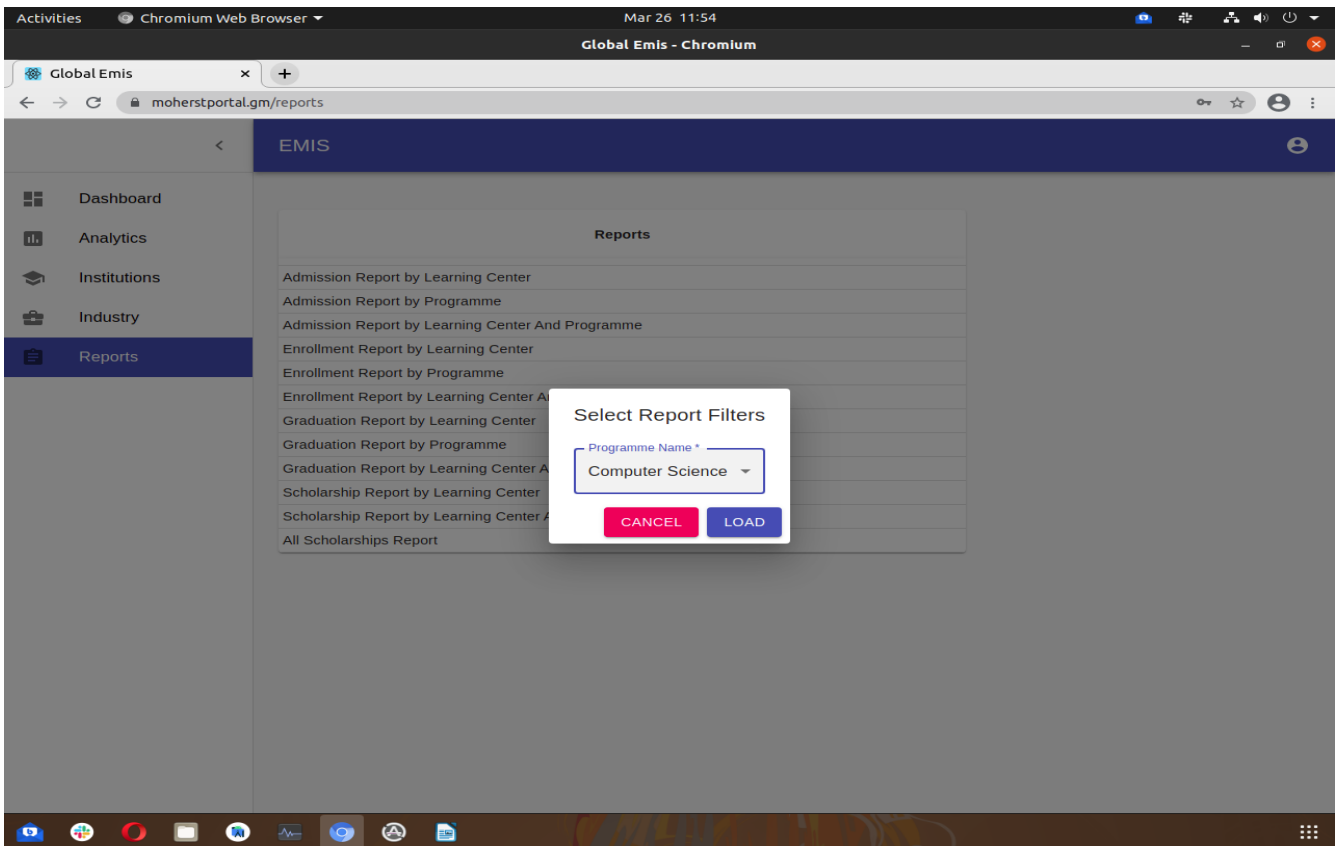 Activities Chromium Web Browser Mar 26 11:54
Global Emis - Chromium
Global Emis
moherstportal.gm/reports
EMIS
Dashboard
Analytics
Institutions
Industry
Reports
Reports
Admission Report by Learning Center
Admission Report by Programme
Admission Report by Learning Center And Programme
Enrollment Report by Learning Center
Enrollment Report by Programme
Enrollment Report by Learning Center
Graduation Report by Learning Center
Graduation Report by Programme
Graduation Report by Learning Center
Scholarship Report by Learning Center
Scholarship Report by Learning Center
All Scholarships Report
Select Report Filters
Programme Name *
Computer Science
CANCEL LOAD